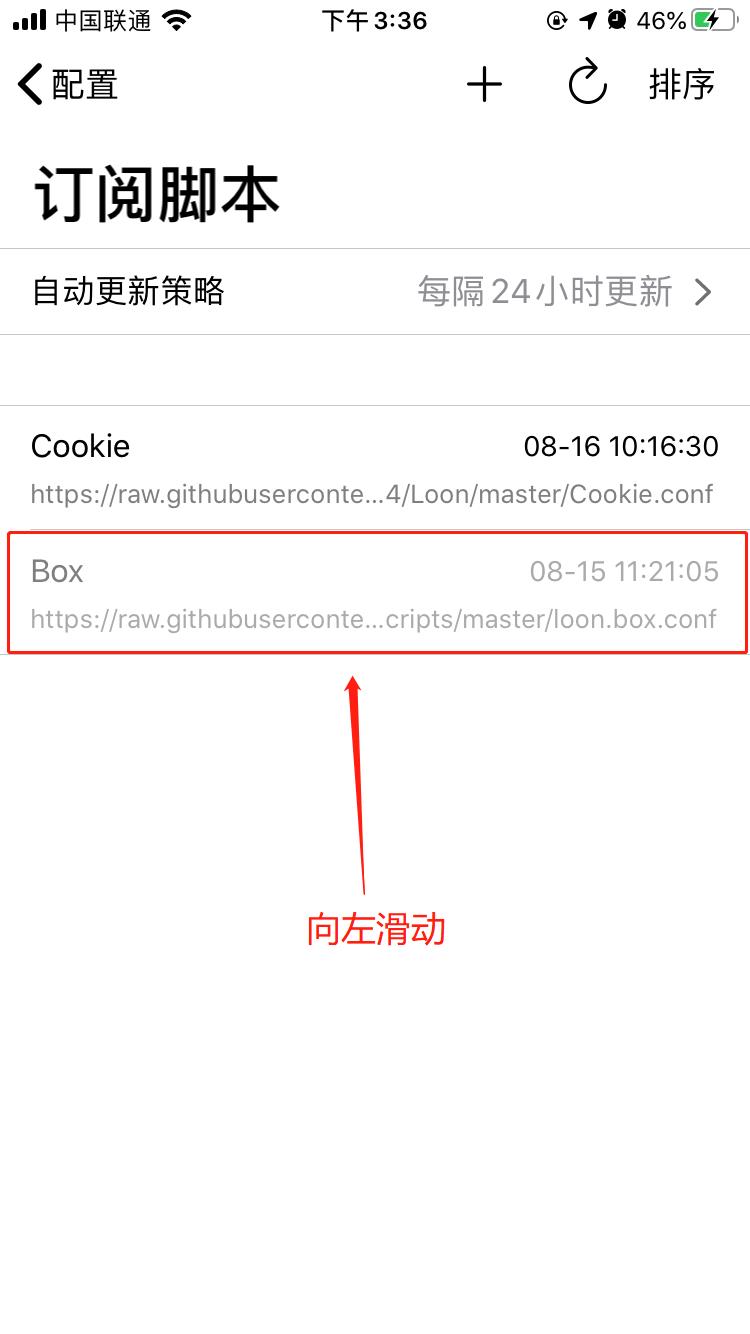 中国联通 下午 3:36 46%
配置 排序
订阅脚本
自动更新策略 每隔24小时更新
Cookie 08-16 10:16:30
https://raw.githubuserconte...4/Loon/master/Cookie.conf
Box 08-15 11:21:05
https://raw.githubuserconte...cripts/master/loon.box.conf
向左滑动